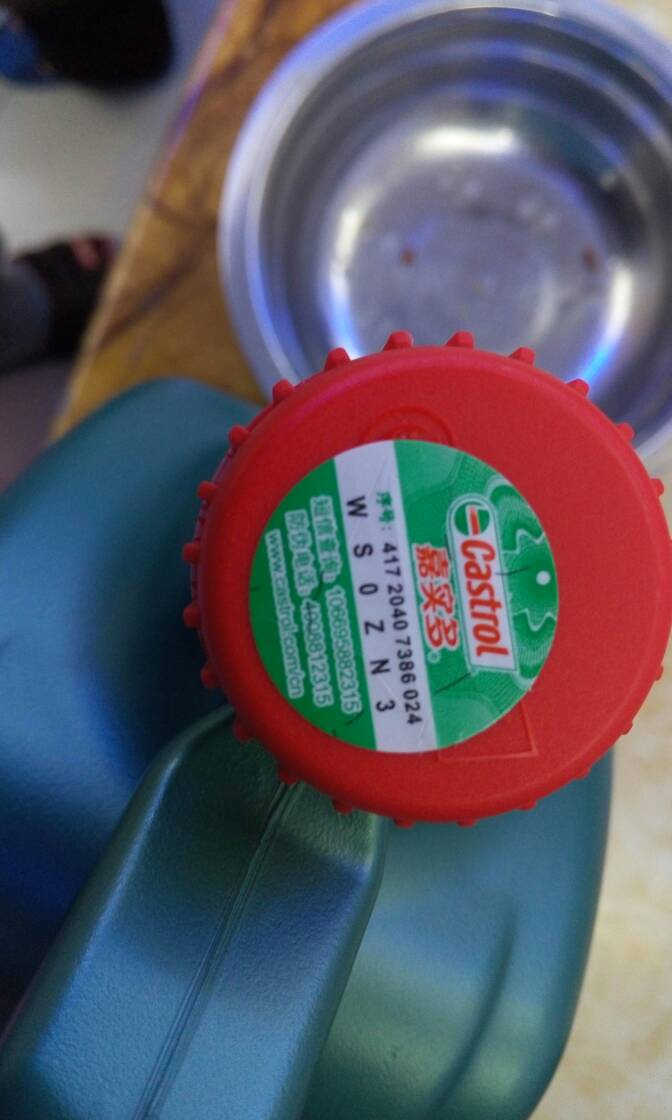 Castrol
嘉实多®
序号: 417 2040 7386 024
W S 0 Z N 3
短信查询: 106695882315
防伪电话: 4008812315
www.castrol.com/cn